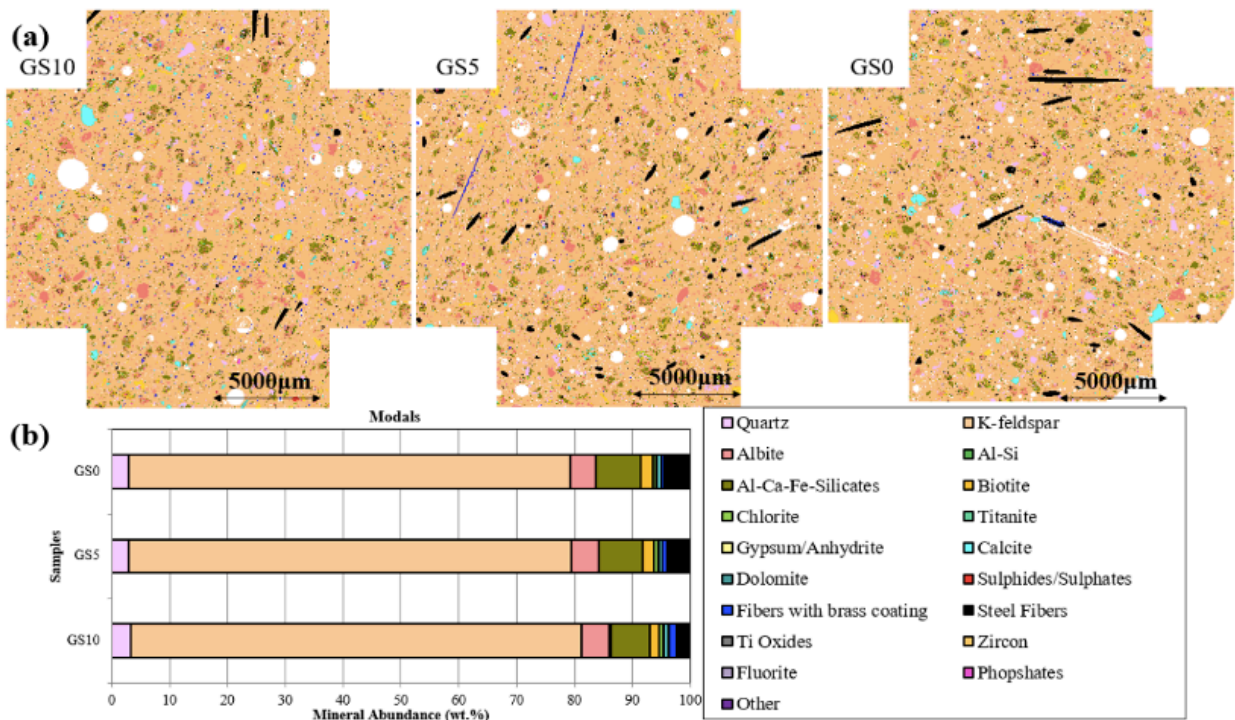 (a)
GS10
GS5
GS0
5000μm
5000μm
5000μm
(b)
Modals
Samples
GS0
GS5
GS10
0 10 20 30 40 50 60 70 80 90 100
Mineral Abundance (wt.%)
Quartz
K-feldspar
Albite
Al-Si
Al-Ca-Fe-Silicates
Biotite
Chlorite
Titanite
Gypsum/Anhydrite
Calcite
Dolomite
Sulphides/Sulphates
Fibers with brass coating
Steel Fibers
Ti Oxides
Zircon
Fluorite
Phopshates
Other